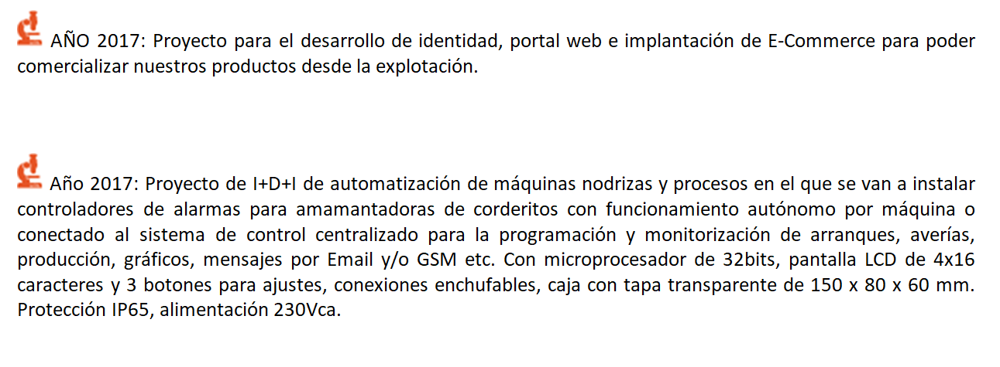 AÑO 2017: Proyecto para el desarrollo de identidad, portal web e implantación de E-Commerce para poder
comercializar nuestros productos desde la explotación.
Año 2017: Proyecto de I+D+I de automatización de máquinas nodrizas y procesos en el que se van a instalar
controladores de alarmas para amamantadoras de corderitos con funcionamiento autónomo por máquina o
conectado al sistema de control centralizado para la programación y monitorización de arranques, averías,
producción, gráficos, mensajes por Email y/o GSM etc. Con microprocesador de 32bits, pantalla LCD de 4x16
caracteres y 3 botones para ajustes, conexiones enchufables, caja con tapa transparente de 150 x 80 x 60 mm.
Protección IP65, alimentación 230Vca.